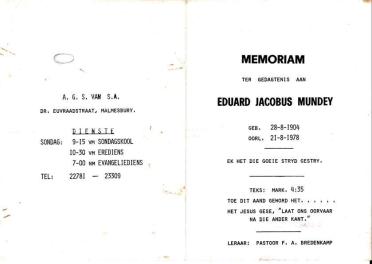 A. G. S. VAN S.A.
DR. EUVRAADSTRAAT, MALMESBURY.
DIENSTE
SONDAG: 9-15 VM SONDAGSKOOL
10-30 VM EREDIENS
7-00 NM EVANGELIEDIENS
TEL: 22781 — 23309
MEMORIAM
TER GEDAGTENIS AAN
EDUARD JACOBUS MUNDEY
GEB. 28-8-1904
OORL. 21-8-1978
EK HET DIE GOEIE STRYD GESTRY.
TEKS: MARK. 4:35
TOE DIT AAND GEWORD HET......
HET JESUS GESE, "LAAT ONS OORVAAR
NA DIE ANDER KANT."
LERAAR: PASTOOR F. A. BREDENKAMP